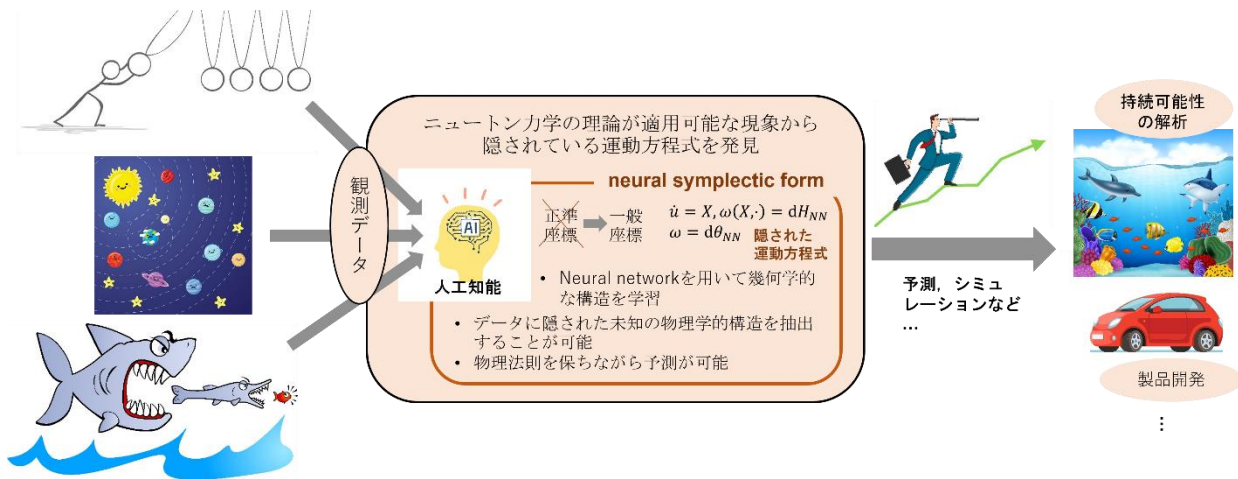 観測データ
ニュートン力学の理論が適用可能な現象から
隠されている運動方程式を発見
neural symplectic form
AI
人工知能
正準
座標
一般
座標
u̇ = X, ω(X,·) = dH_NN
ω = dθ_NN
隠された
運動方程式
• Neural networkを用いて幾何学的
な構造を学習
• データに隠された未知の物理学的構造を抽出
することが可能
• 物理法則を保ちながら予測が可能
予測，シミュ
レーションなど
…
持続可能性
の解析
製品開発
⋮